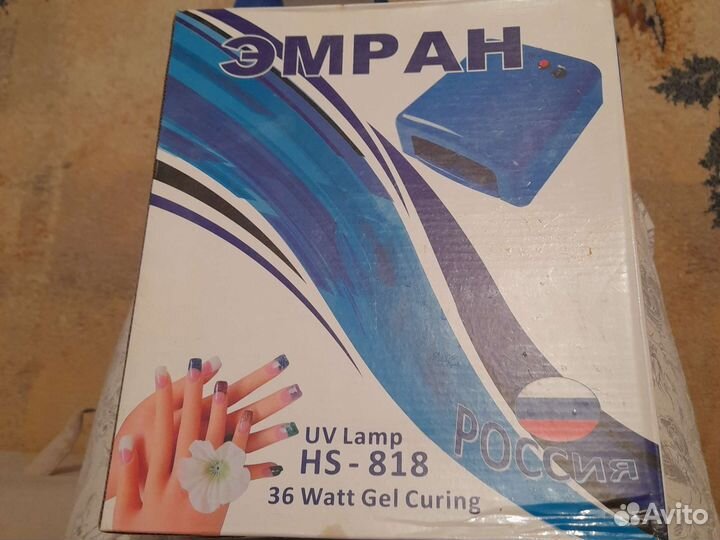 ЭМРАН
UV Lamp
HS - 818
36 Watt Gel Curing
РОССИЯ
Avito